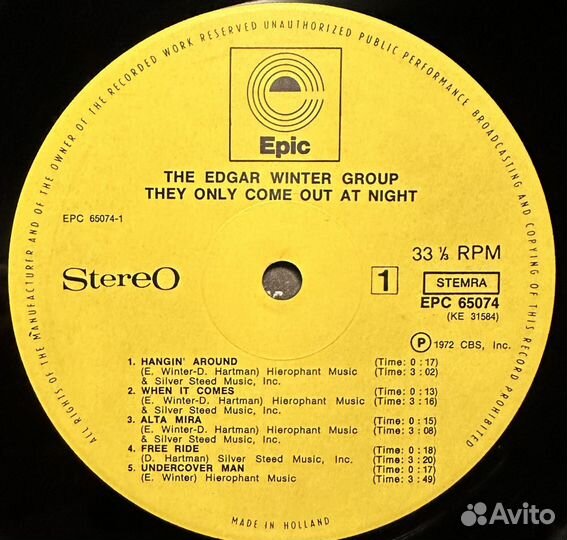 ALL RIGHTS OF THE MANUFACTURER AND OF THE OWNER OF THE RECORDED WORK RESERVED UNAUTHORIZED PUBLIC PERFORMANCE BROADCASTING AND COPYING OF THIS RECORD PROHIBITED
Epic
THE EDGAR WINTER GROUP
THEY ONLY COME OUT AT NIGHT
EPC 65074-1
33 ⅓ RPM
Stereo
1
STEMRA
EPC 65074
(KE 31584)
Ⓟ 1972 CBS, Inc.
1. HANGIN' AROUND (Time: 0 : 17)
(E. Winter-D. Hartman) Hierophant Music (Time: 3 : 02)
& Silver Steed Music, Inc.
2. WHEN IT COMES (Time: 0 : 13)
(E. Winter-D. Hartman) Hierophant Music (Time: 3 : 16)
& Silver Steed Music, Inc.
3. ALTA MIRA (Time: 0 : 15)
(E. Winter-D. Hartman) Hierophant Music (Time: 3 : 08)
& Silver Steed Music, Inc.
4. FREE RIDE (Time: 0 : 18)
(D. Hartman) Silver Steed Music, Inc. (Time: 3 : 20)
5. UNDERCOVER MAN (Time: 0 : 17)
(E. Winter) Hierophant Music (Time: 3 : 49)
MADE IN HOLLAND
Avito